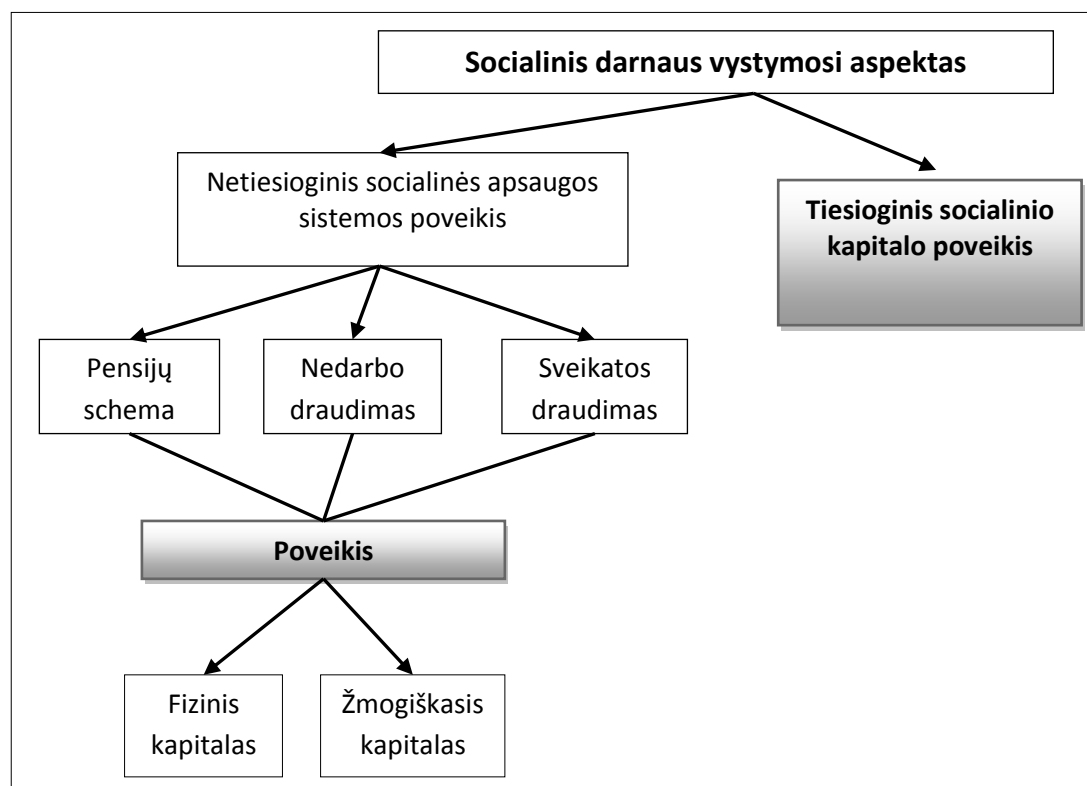 Socialinis darnaus vystymosi aspektas
Netiesioginis socialinės apsaugos
sistemos poveikis
Tiesioginis socialinio
kapitalo poveikis
Pensijų
schema
Nedarbo
draudimas
Sveikatos
draudimas
Poveikis
Fizinis
kapitalas
Žmogiškasis
kapitalas